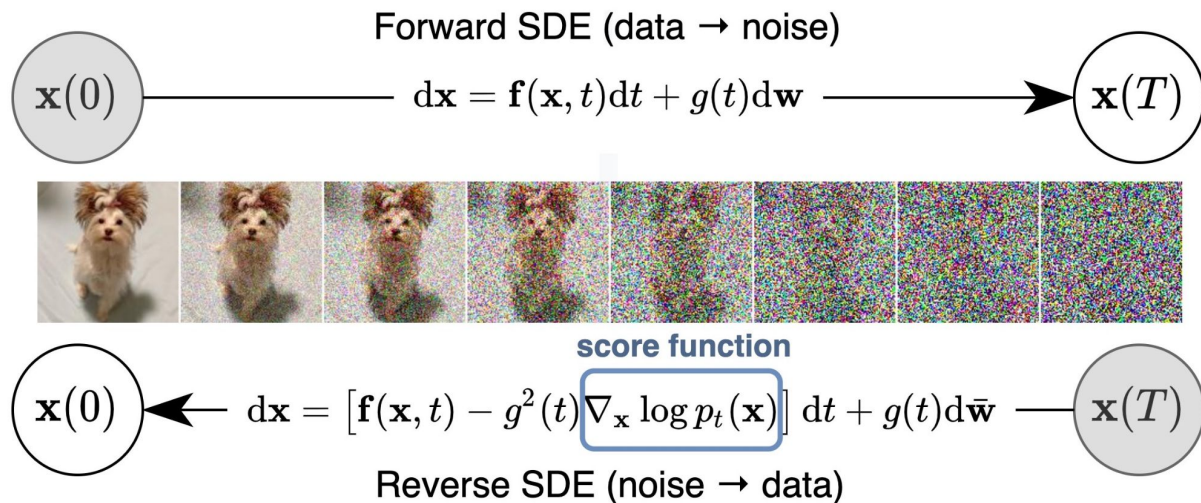 Forward SDE (data → noise)
x(0) dx = f(x, t)dt + g(t)dw x(T)
score function
x(0) dx = [f(x, t) − g²(t)∇ₓ log pₜ(x)] dt + g(t)dw̄ x(T)
Reverse SDE (noise → data)